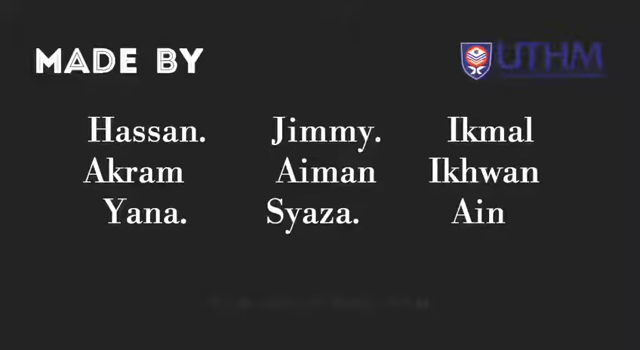 MADE BY
UTHM
Hassan. Jimmy. Ikmal
Akram Aiman Ikhwan
Yana. Syaza. Ain